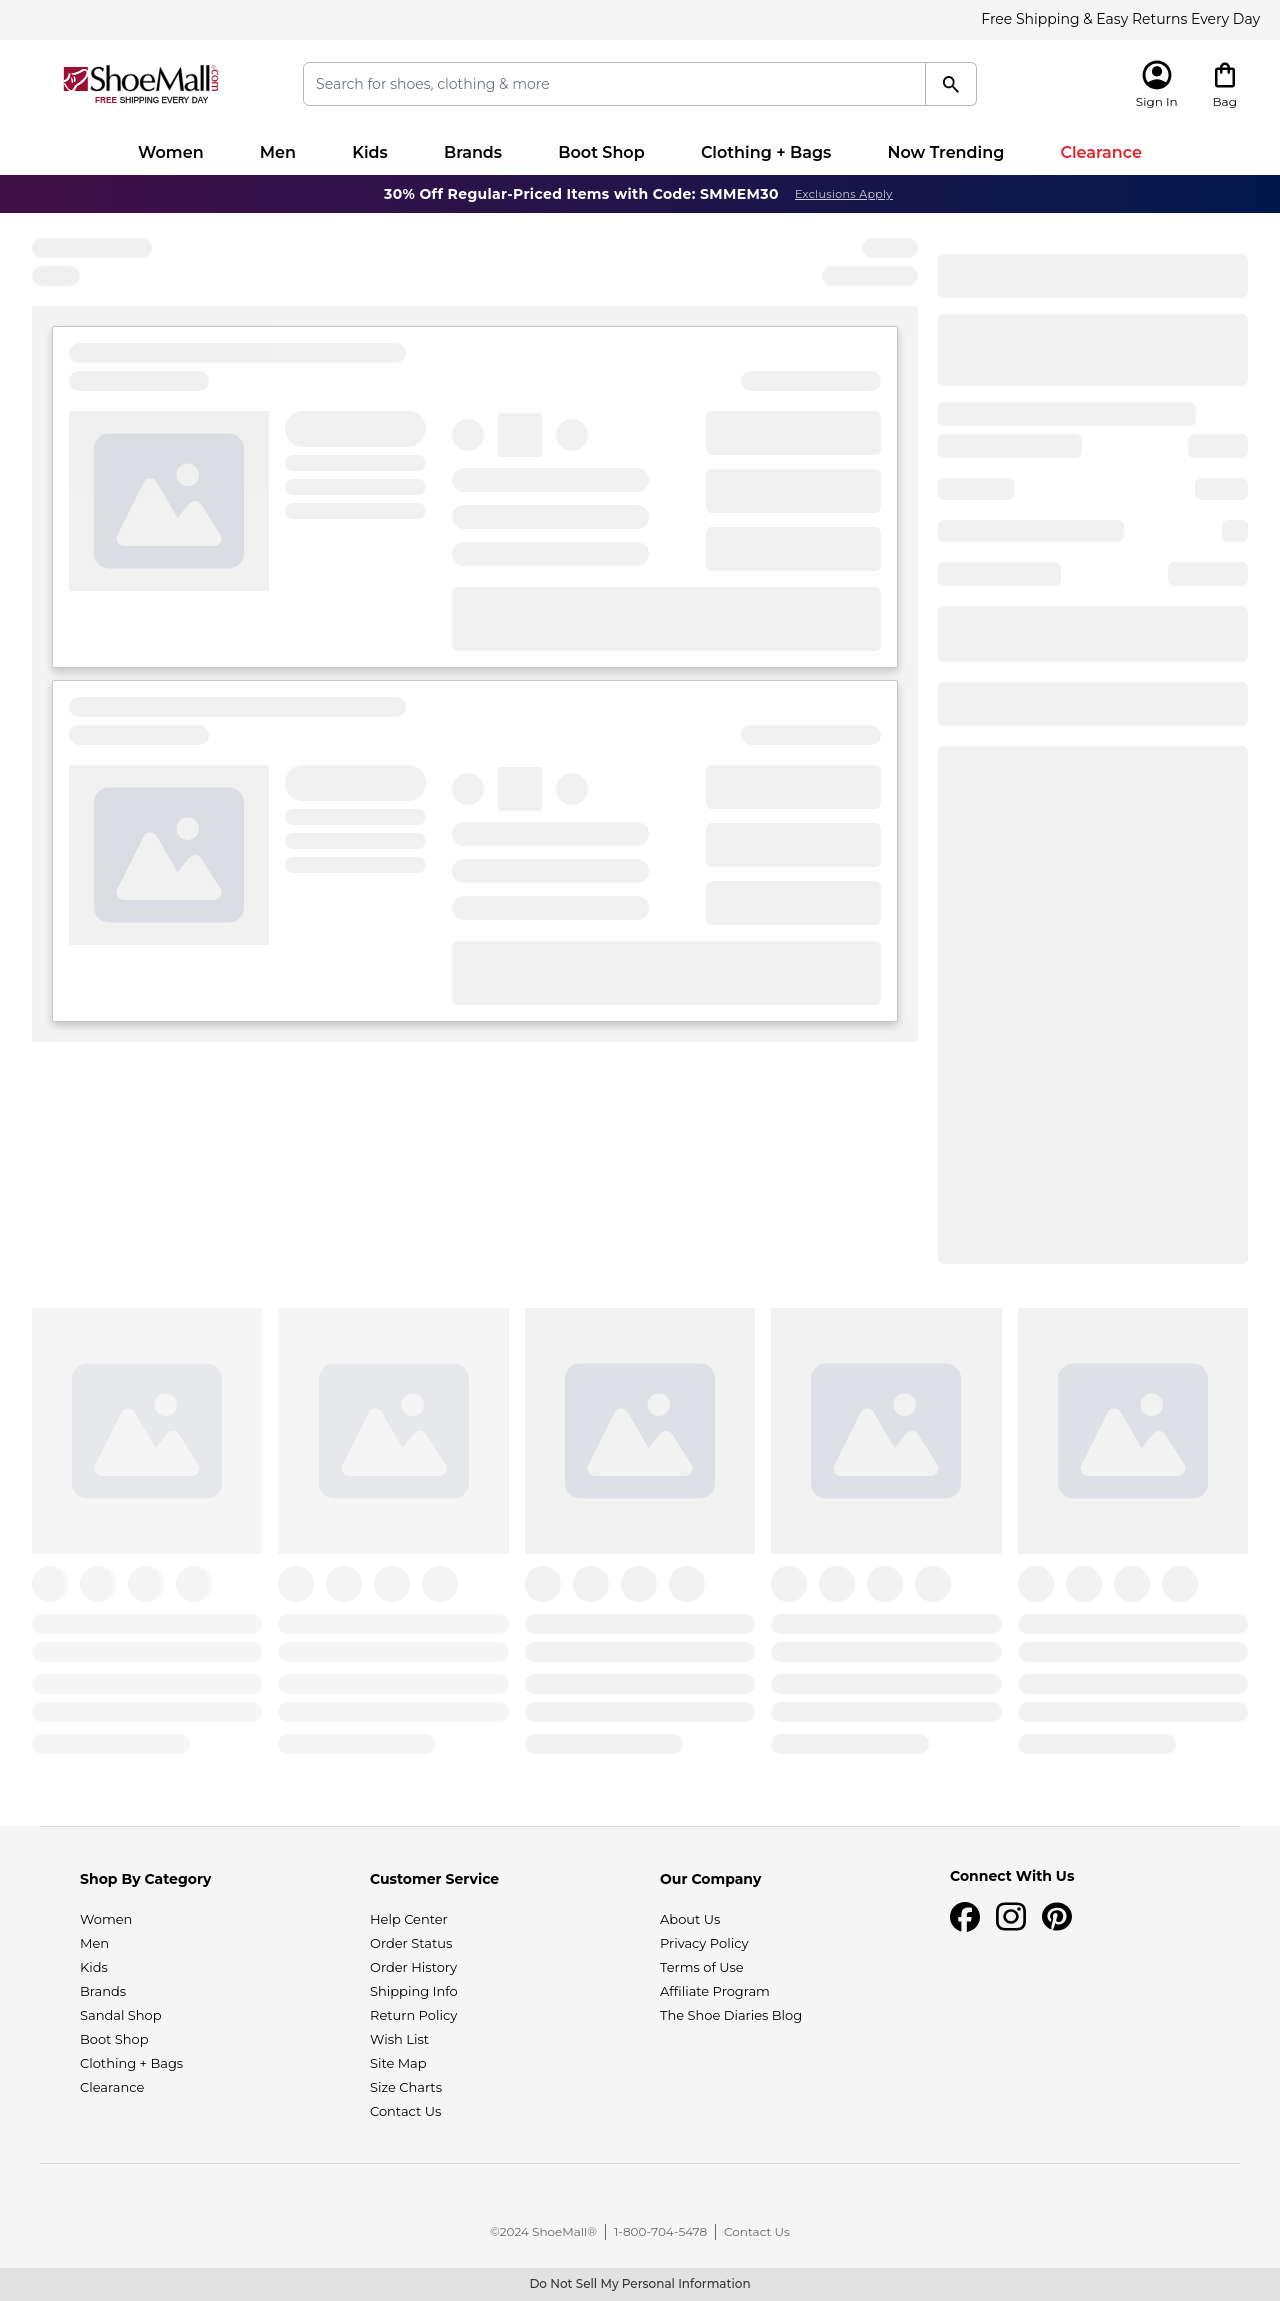 Free Shipping & Easy Returns Every Day
ShoeMall.com®
FREE SHIPPING EVERY DAY
Search for shoes, clothing & more
Sign In
Bag
Women Men Kids Brands Boot Shop Clothing + Bags Now Trending Clearance
30% Off Regular-Priced Items with Code: SMMEM30 Exclusions Apply
Shop By Category
Women
Men
Kids
Brands
Sandal Shop
Boot Shop
Clothing + Bags
Clearance
Customer Service
Help Center
Order Status
Order History
Shipping Info
Return Policy
Wish List
Site Map
Size Charts
Contact Us
Our Company
About Us
Privacy Policy
Terms of Use
Affiliate Program
The Shoe Diaries Blog
Connect With Us
©2024 ShoeMall® | 1-800-704-5478 | Contact Us
Do Not Sell My Personal Information